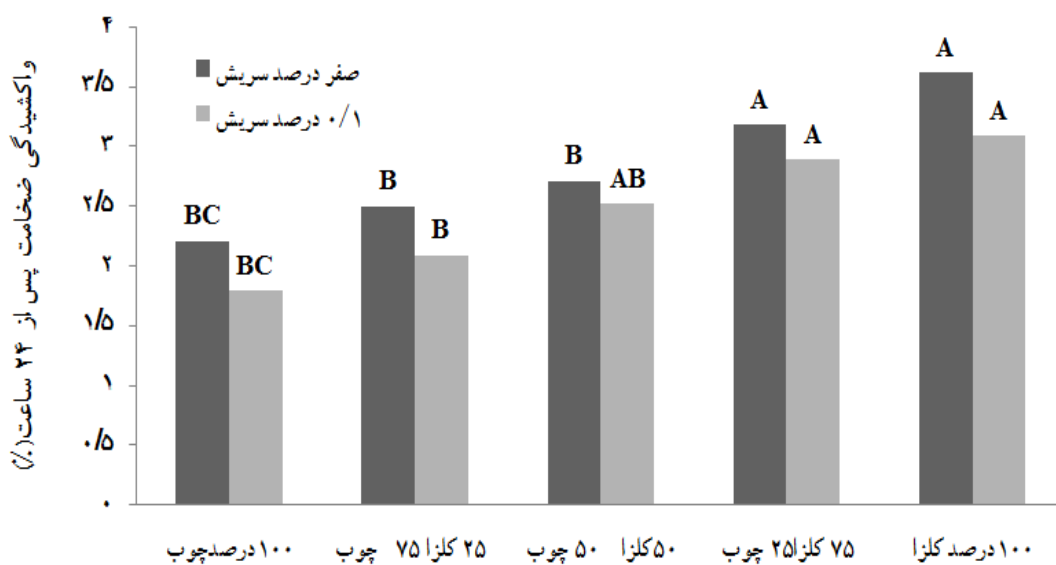 واکشیدگی ضخامت پس از ۲۴ ساعت(%)
۴
۳/۵
۳
۲/۵
۲
۱/۵
۱
۰/۵
۰
صفر درصد سریش
۰/۱ درصد سریش
BC
BC
B
B
B
AB
A
A
A
A
۱۰۰ درصدچوب
۲۵ کلزا ۷۵ چوب
۵۰کلزا ۵۰ چوب
۷۵ کلزا۲۵ چوب
۱۰۰ درصد کلزا